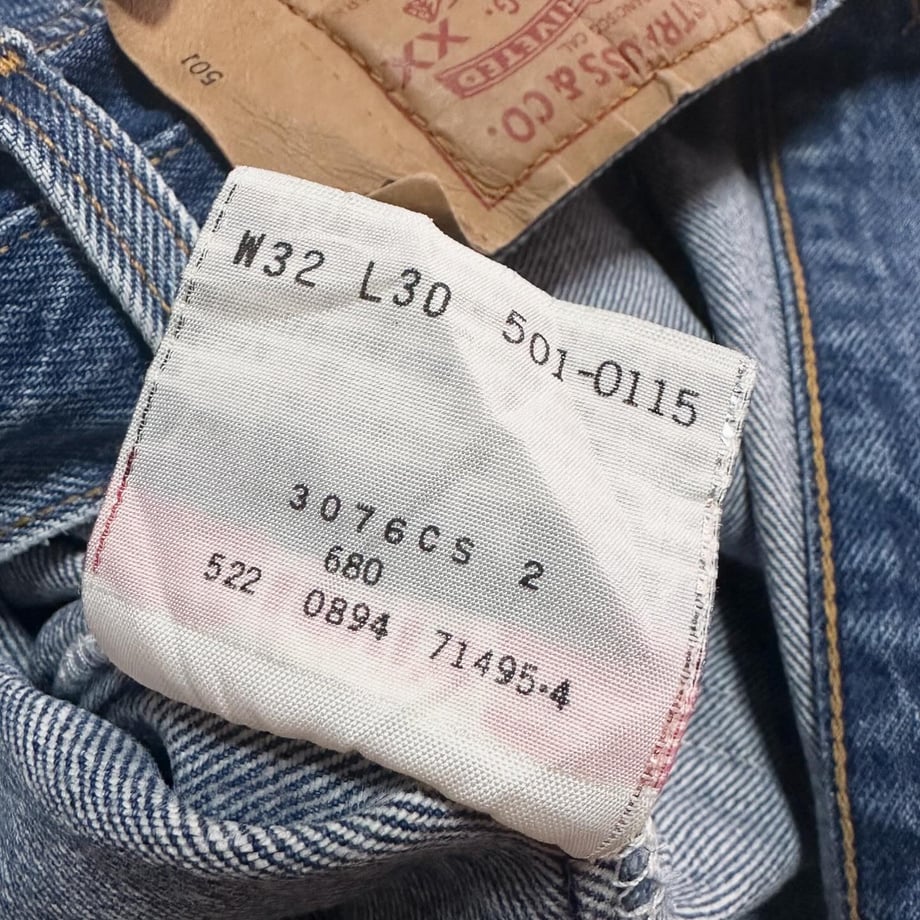 501
XX
STRAUSS & CO.
W32 L30 501-0115
3076CS 2
680
522 0894 71495·4